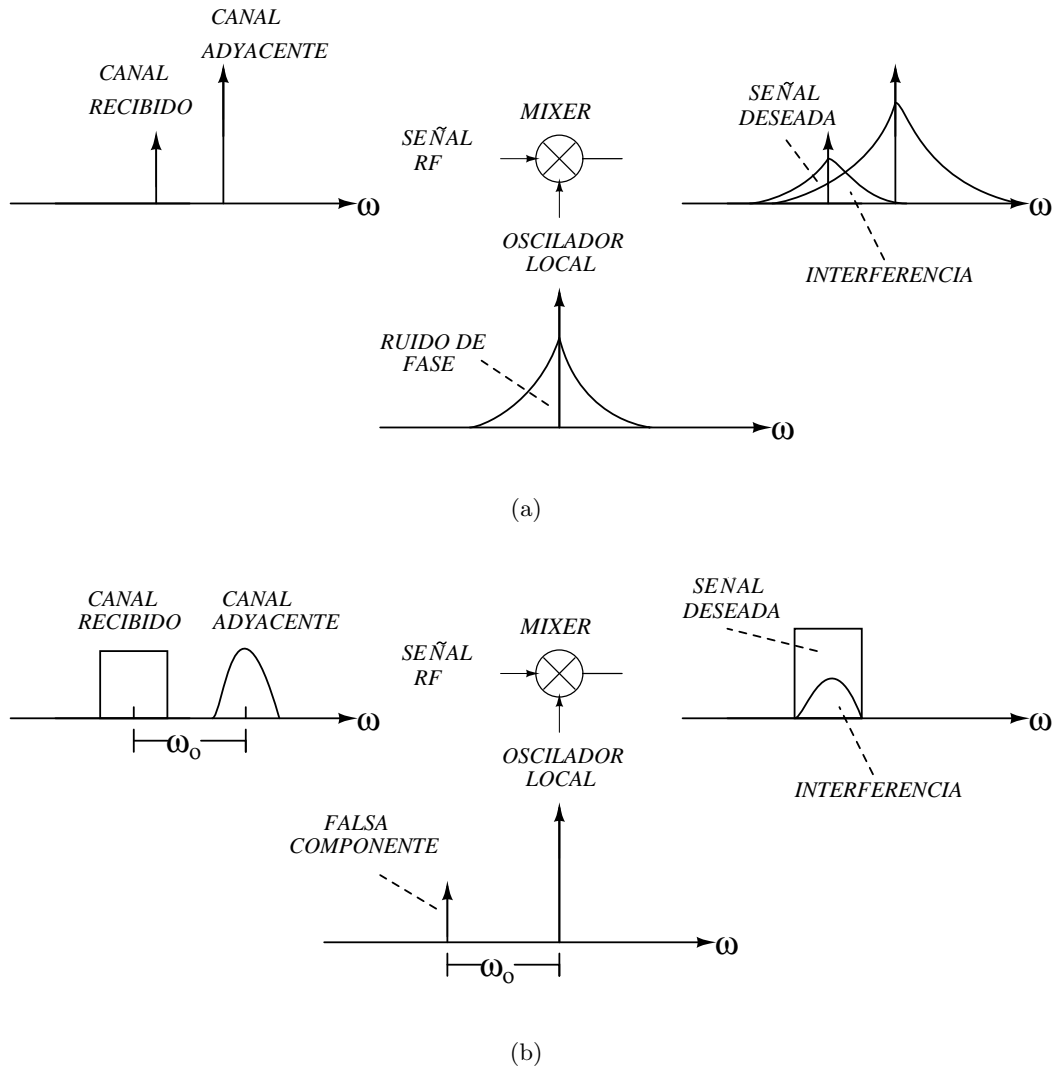 CANAL
ADYACENTE
CANAL
RECIBIDO
ω
SEÑAL
RF
MIXER
OSCILADOR
LOCAL
RUIDO DE
FASE
ω
SEÑAL
DESEADA
INTERFERENCIA
ω
(a)
CANAL
RECIBIDO
CANAL
ADYACENTE
ω
ωo
SEÑAL
RF
MIXER
OSCILADOR
LOCAL
FALSA
COMPONENTE
ω
ωo
SENAL
DESEADA
INTERFERENCIA
ω
(b)